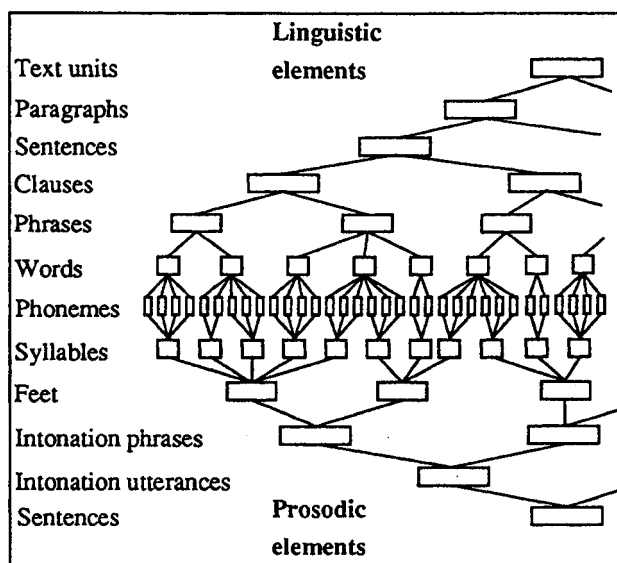 Linguistic
elements
Text units
Paragraphs
Sentences
Clauses
Phrases
Words
Phonemes
Syllables
Feet
Intonation phrases
Intonation utterances
Sentences
Prosodic
elements